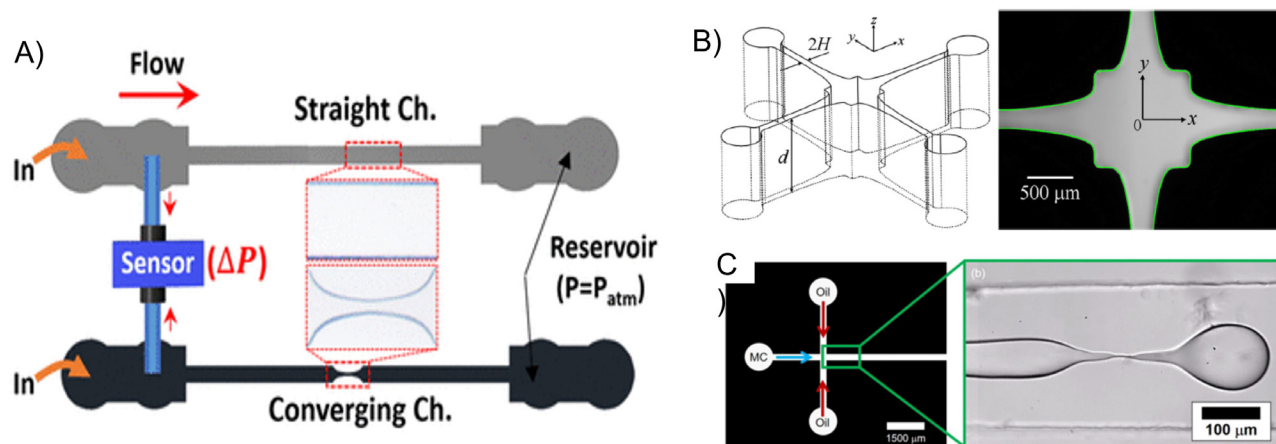 A)
Flow
Straight Ch.
In
Sensor (ΔP)
Reservoir
(P=Patm)
In
Converging Ch.
B)
z
y
x
2H
d
y
0
x
500 μm
C
)
Oil
MC
Oil
1500 μm
(b)
100 μm